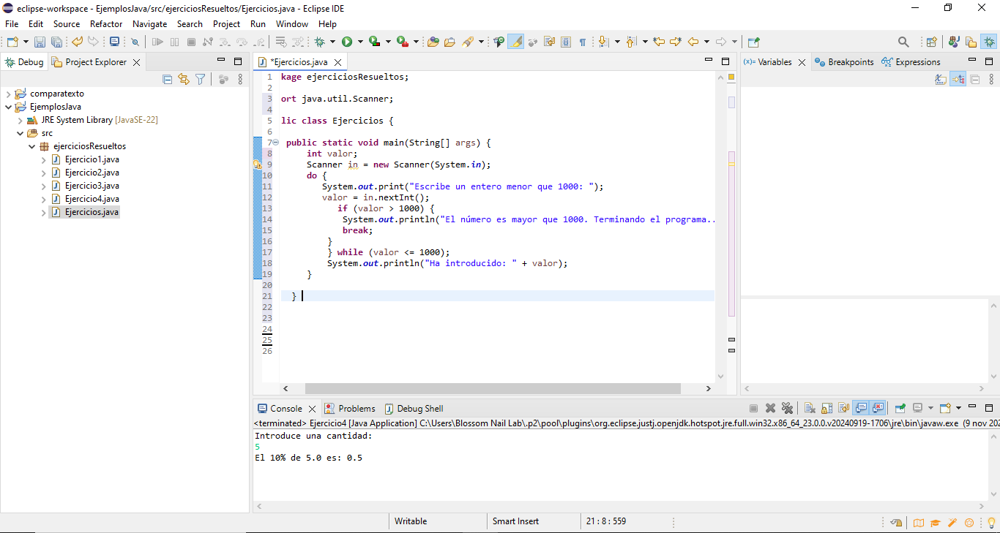 eclipse-workspace - EjemplosJava/src/ejerciciosResueltos/Ejercicios.java - Eclipse IDE
File Edit Source Refactor Navigate Search Project Run Window Help
Debug Project Explorer
comparatexto
EjemplosJava
JRE System Library [JavaSE-22]
src
ejerciciosResueltos
Ejercicio1.java
Ejercicio2.java
Ejercicio3.java
Ejercicio4.java
Ejercicios.java
*Ejercicios.java
1 kage ejerciciosResueltos;
2
3 ort java.util.Scanner;
4
5 lic class Ejercicios {
6
7 public static void main(String[] args) {
8 int valor;
9 Scanner in = new Scanner(System.in);
10 do {
11 System.out.print("Escribe un entero menor que 1000: ");
12 valor = in.nextInt();
13 if (valor > 1000) {
14 System.out.println("El número es mayor que 1000. Terminando el programa..
15 break;
16 }
17 } while (valor <= 1000);
18 System.out.println("Ha introducido: " + valor);
19 }
20
21 }
22
23
24
25
26
(x)= Variables Breakpoints Expressions
Console Problems Debug Shell
<terminated> Ejercicio4 [Java Application] C:\Users\Blossom Nail Lab\.p2\pool\plugins\org.eclipse.justj.openjdk.hotspot.jre.full.win32.x86_64_23.0.0.v20240919-1706\jre\bin\javaw.exe (9 nov 202
Introduce una cantidad:
5
El 10% de 5.0 es: 0.5
Writable Smart Insert 21 : 8 : 559